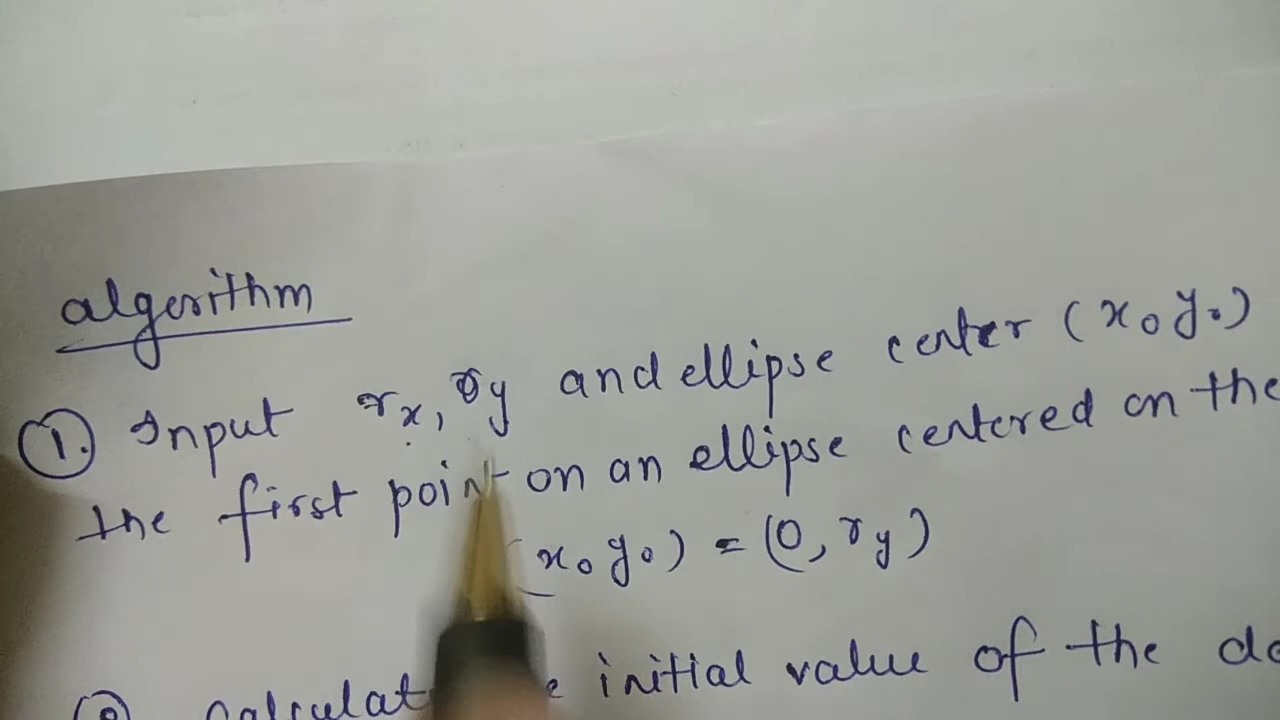 algorithm
1. Input rx, ry and ellipse center (x0 y0)
the first point on an ellipse centered on the
(x0 y0) = (0, ry)
initial value of the